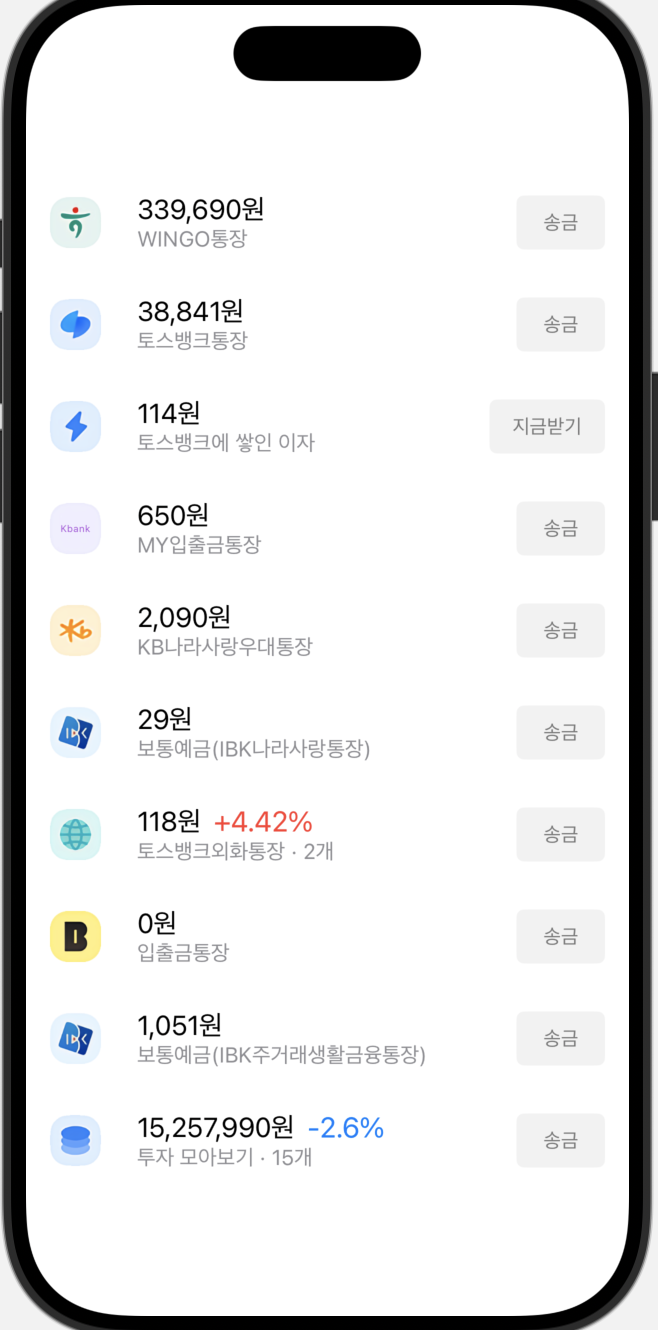 339,690원
WINGO통장
송금
38,841원
토스뱅크통장
송금
114원
토스뱅크에 쌓인 이자
지금받기
Kbank
650원
MY입출금통장
송금
2,090원
KB나라사랑우대통장
송금
IBK
29원
보통예금(IBK나라사랑통장)
송금
118원 +4.42%
토스뱅크외화통장 · 2개
송금
B
0원
입출금통장
송금
IBK
1,051원
보통예금(IBK주거래생활금융통장)
송금
15,257,990원 -2.6%
투자 모아보기 · 15개
송금